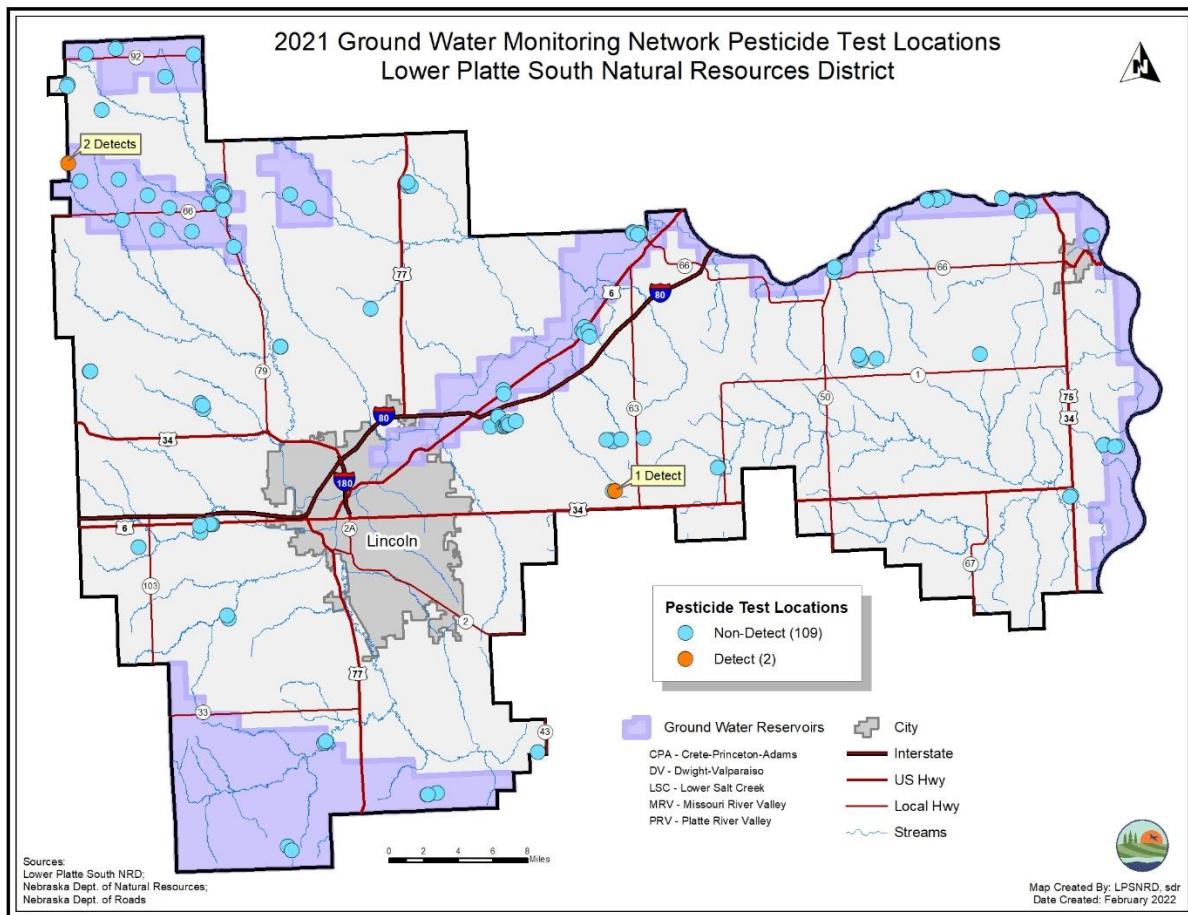 2021 Ground Water Monitoring Network Pesticide Test Locations
Lower Platte South Natural Resources District
N
92
2 Detects
66
77
79
34
6
80
66
66
1
50
63
75
34
80
180
1 Detect
34
6
2A
Lincoln
103
2
67
77
33
43
Pesticide Test Locations
Non-Detect (109)
Detect (2)
Ground Water Reservoirs
CPA - Crete-Princeton-Adams
DV - Dwight-Valparaiso
LSC - Lower Salt Creek
MRV - Missouri River Valley
PRV - Platte River Valley
City
Interstate
US Hwy
Local Hwy
Streams
0 2 4 6 8
Miles
Sources:
Lower Platte South NRD;
Nebraska Dept. of Natural Resources;
Nebraska Dept. of Roads
Map Created By: LPSNRD, sdr
Date Created: February 2022